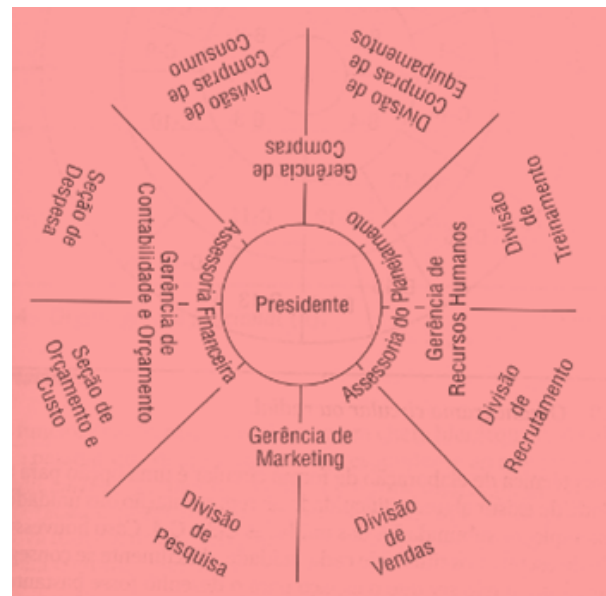 Divisão de
Compras de
Consumo
Divisão de
Compras de
Equipamentos
Gerência de
Compras
Seção de
Despesa
Divisão
de
Treinamento
Assessoria Financeira
Assessoria do Planejamento
Gerência de
Contabilidade e Orçamento
Presidente
Gerência de
Recursos Humanos
Seção de
Orçamento e
Custo
Divisão
de
Recrutamento
Gerência de
Marketing
Divisão
de
Pesquisa
Divisão
de
Vendas